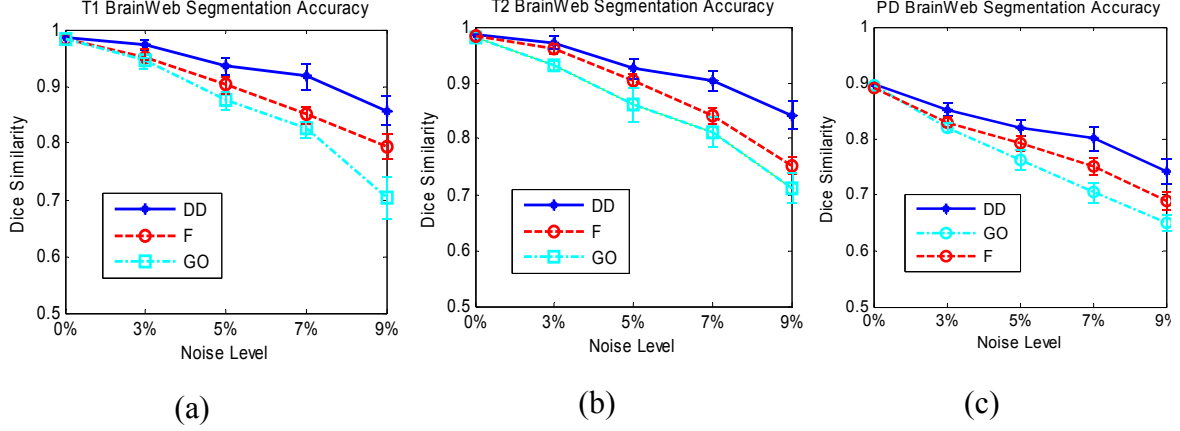 T1 BrainWeb Segmentation Accuracy
Dice Similarity
1
0.9
0.8
0.7
0.6
0.5
0% 3% 5% 7% 9%
Noise Level
DD
F
GO
(a)
T2 BrainWeb Segmentation Accuracy
Dice Similarity
1
0.9
0.8
0.7
0.6
0.5
0% 3% 5% 7% 9%
Noise Level
DD
F
GO
(b)
PD BrainWeb Segmentation Accuracy
Dice Similarity
1
0.9
0.8
0.7
0.6
0.5
0% 3% 5% 7% 9%
Noise Level
DD
GO
F
(c)